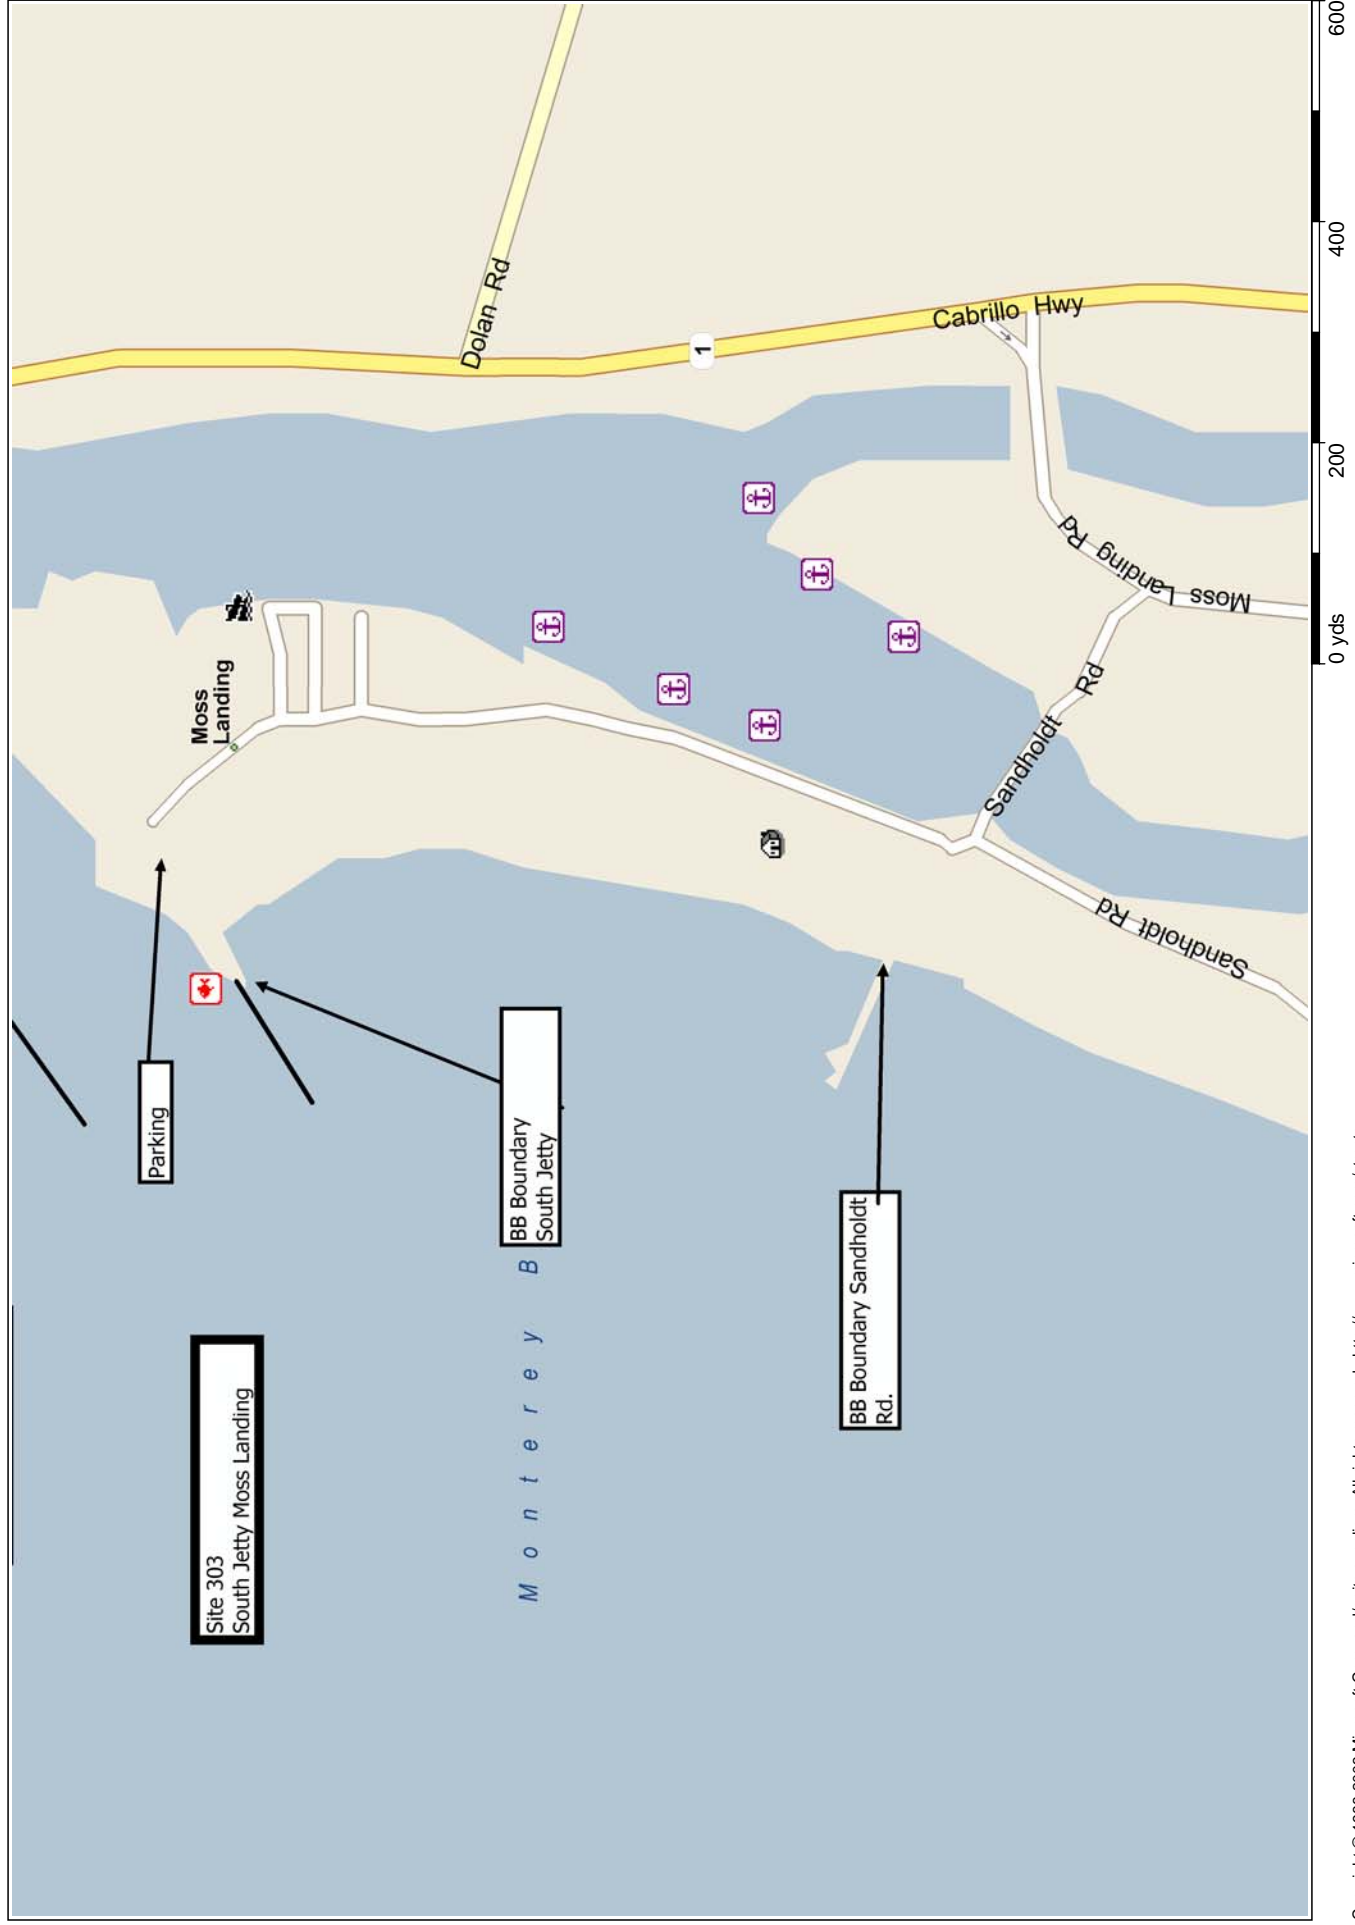 Site 303
South Jetty Moss Landing
Parking
Moss
Landing
BB Boundary
South Jetty
Monterey B
BB Boundary Sandholdt
Rd.
Dolan Rd
1
Cabrillo Hwy
Moss Landing Rd
Sandholdt Rd
Sandholdt Rd
0 yds
200
400
600